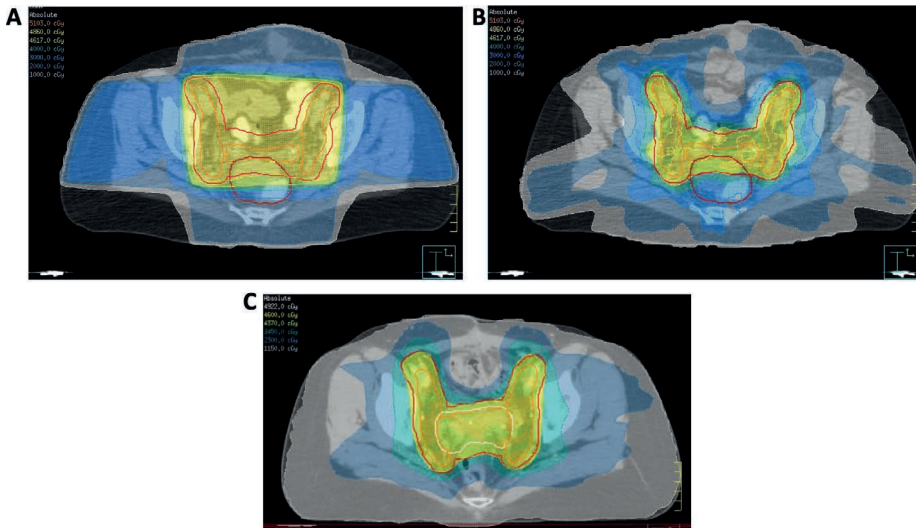 A
Absolute
5103.0 cGy
4860.0 cGy
4617.0 cGy
4000.0 cGy
3000.0 cGy
2000.0 cGy
1000.0 cGy
B
Absolute
5103.0 cGy
4860.0 cGy
4617.0 cGy
4000.0 cGy
3000.0 cGy
2000.0 cGy
1000.0 cGy
C
Absolute
4922.0 cGy
4600.0 cGy
4370.0 cGy
3450.0 cGy
2300.0 cGy
1150.0 cGy